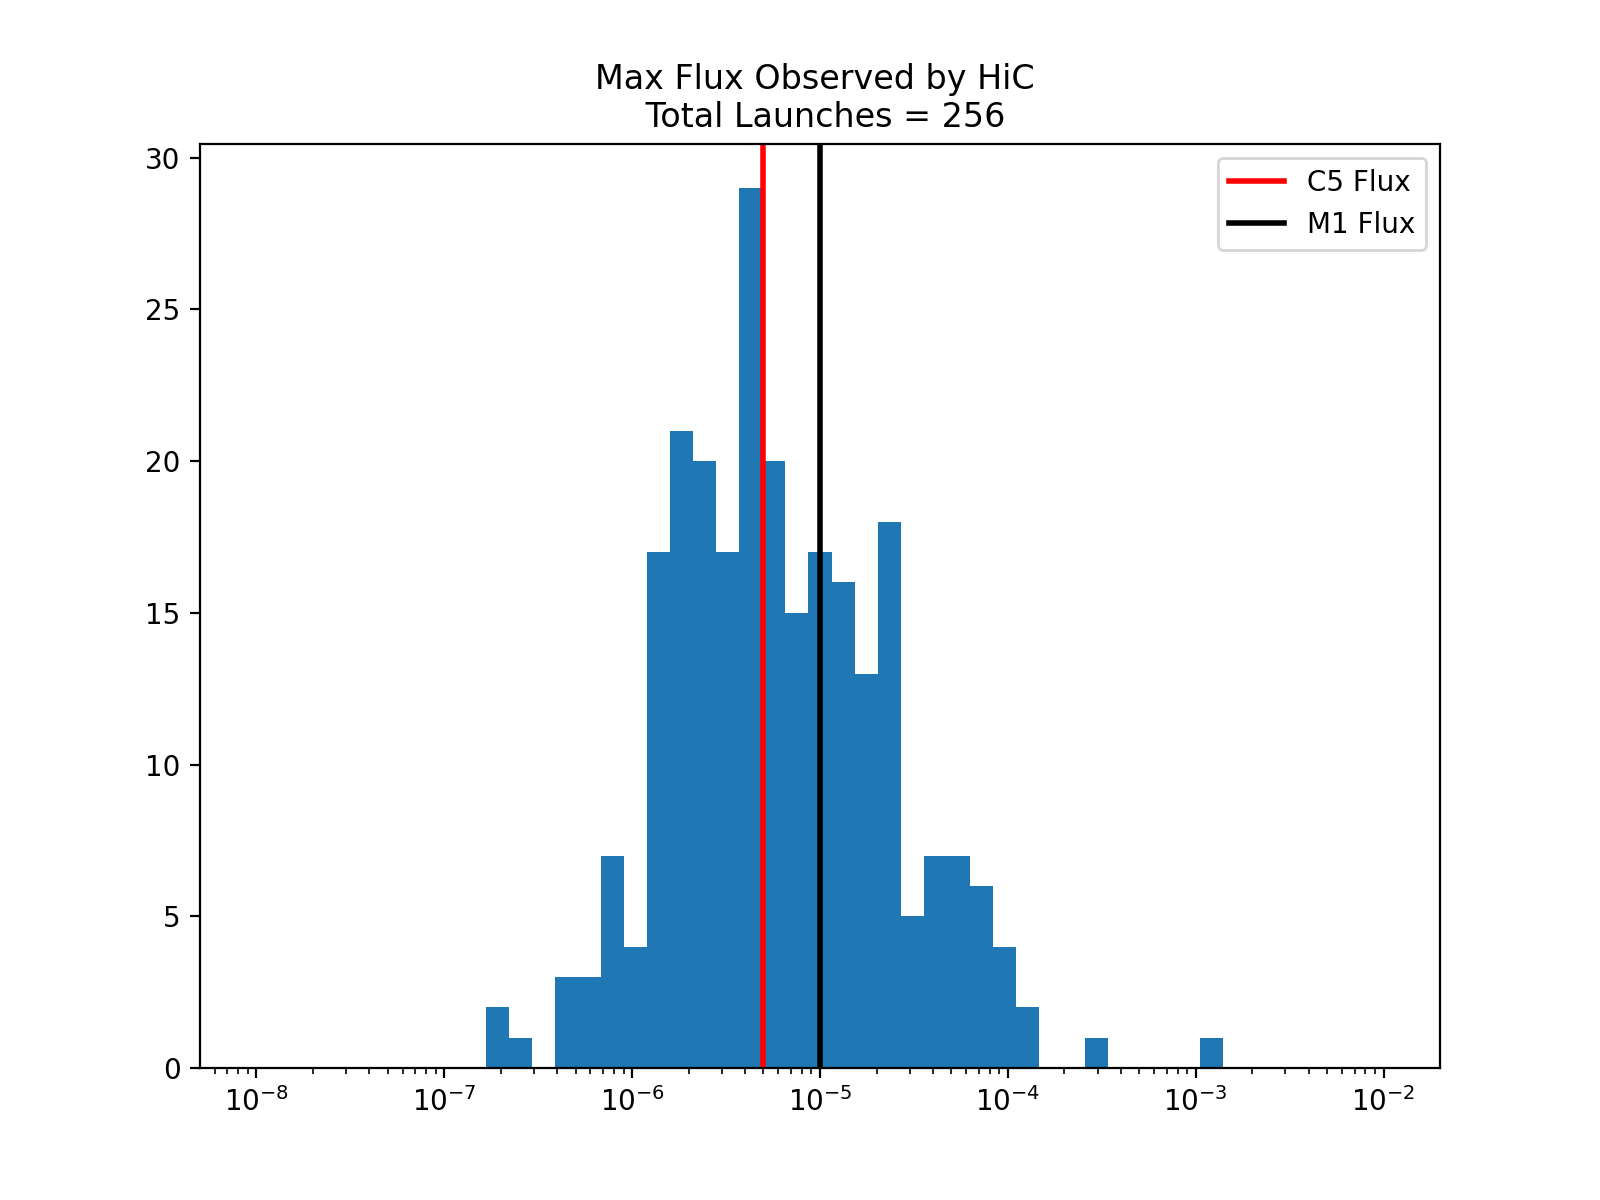 Max Flux Observed by HiC
Total Launches = 256
C5 Flux
M1 Flux
30
25
20
15
10
5
0
10⁻⁸ 10⁻⁷ 10⁻⁶ 10⁻⁵ 10⁻⁴ 10⁻³ 10⁻²